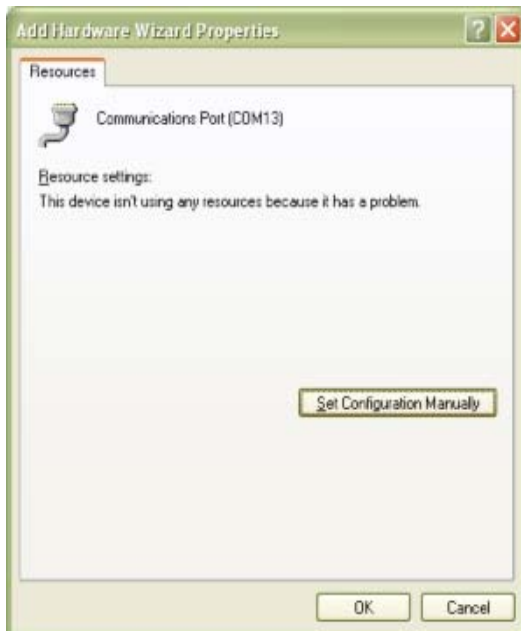 Add Hardware Wizard Properties
Resources
Communications Port (COM13)
Resource settings:
This device isn't using any resources because it has a problem.
Set Configuration Manually
OK Cancel